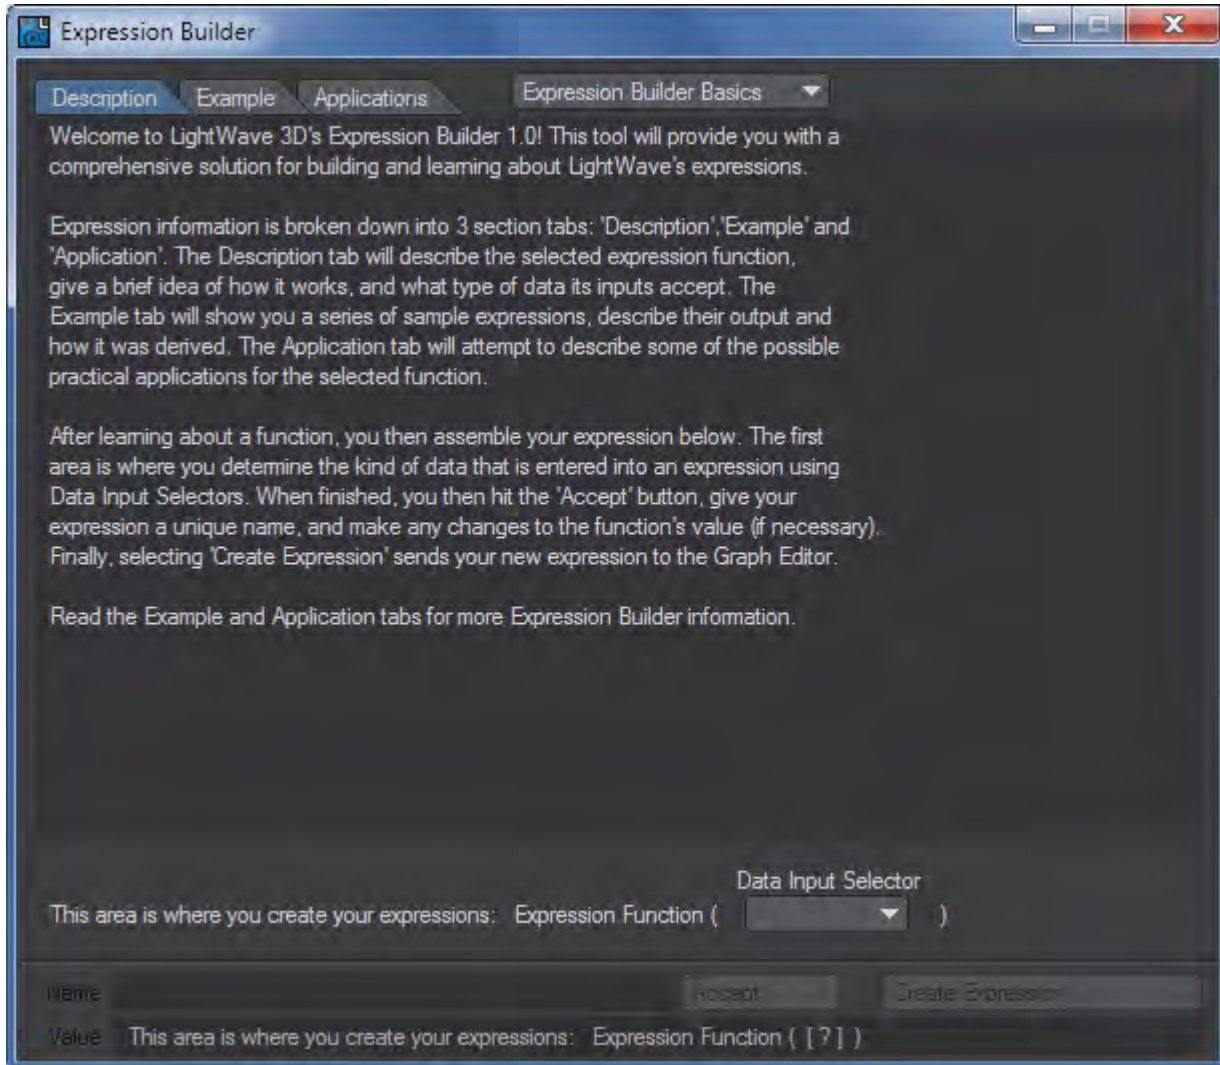 Expression Builder
Description Example Applications Expression Builder Basics
Welcome to LightWave 3D's Expression Builder 1.0! This tool will provide you with a
comprehensive solution for building and learning about LightWave's expressions.
Expression information is broken down into 3 section tabs: 'Description','Example' and
'Application'. The Description tab will describe the selected expression function,
give a brief idea of how it works, and what type of data its inputs accept. The
Example tab will show you a series of sample expressions, describe their output and
how it was derived. The Application tab will attempt to describe some of the possible
practical applications for the selected function.
After learning about a function, you then assemble your expression below. The first
area is where you determine the kind of data that is entered into an expression using
Data Input Selectors. When finished, you then hit the 'Accept' button, give your
expression a unique name, and make any changes to the function's value (if necessary).
Finally, selecting 'Create Expression' sends your new expression to the Graph Editor.
Read the Example and Application tabs for more Expression Builder information.
Data Input Selector
This area is where you create your expressions: Expression Function ( )
Name Accept Create Expression
Value This area is where you create your expressions: Expression Function ( [ ? ] )